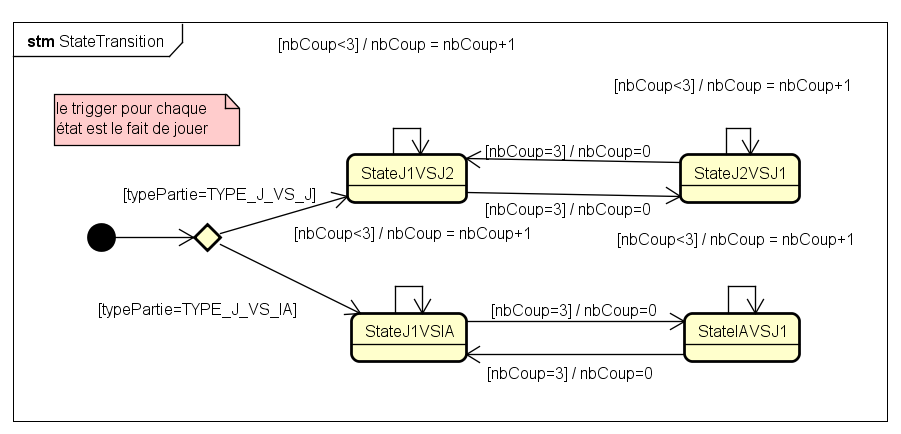 stm StateTransition
[nbCoup<3] / nbCoup = nbCoup+1
[nbCoup<3] / nbCoup = nbCoup+1
le trigger pour chaque
état est le fait de jouer
[nbCoup=3] / nbCoup=0
StateJ1VSJ2
StateJ2VSJ1
[typePartie=TYPE_J_VS_J]
[nbCoup=3] / nbCoup=0
[nbCoup<3] / nbCoup = nbCoup+1
[nbCoup<3] / nbCoup = nbCoup+1
[typePartie=TYPE_J_VS_IA]
[nbCoup=3] / nbCoup=0
StateJ1VSIA
StateIAVSJ1
[nbCoup=3] / nbCoup=0